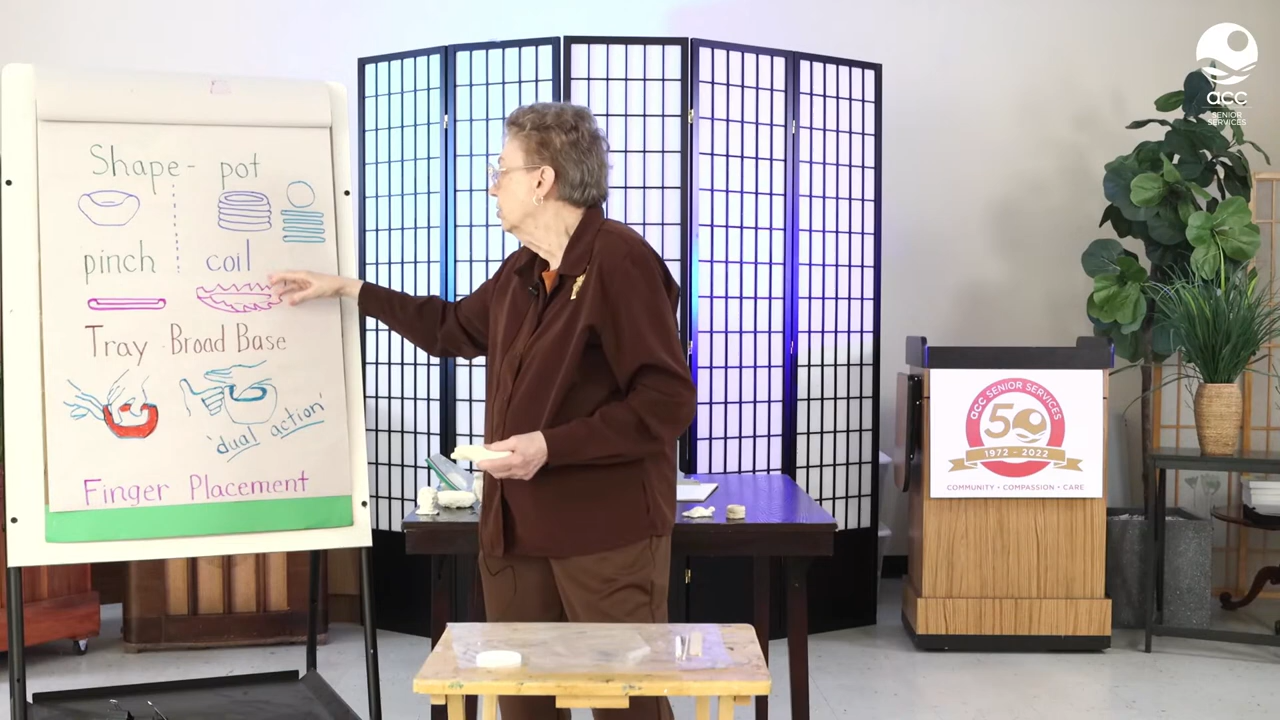 Shape - pot
pinch
coil
Tray - Broad Base
'dual action'
Finger Placement
acc
SENIOR
SERVICES
acc SENIOR SERVICES
50
1972 - 2022
COMMUNITY • COMPASSION • CARE